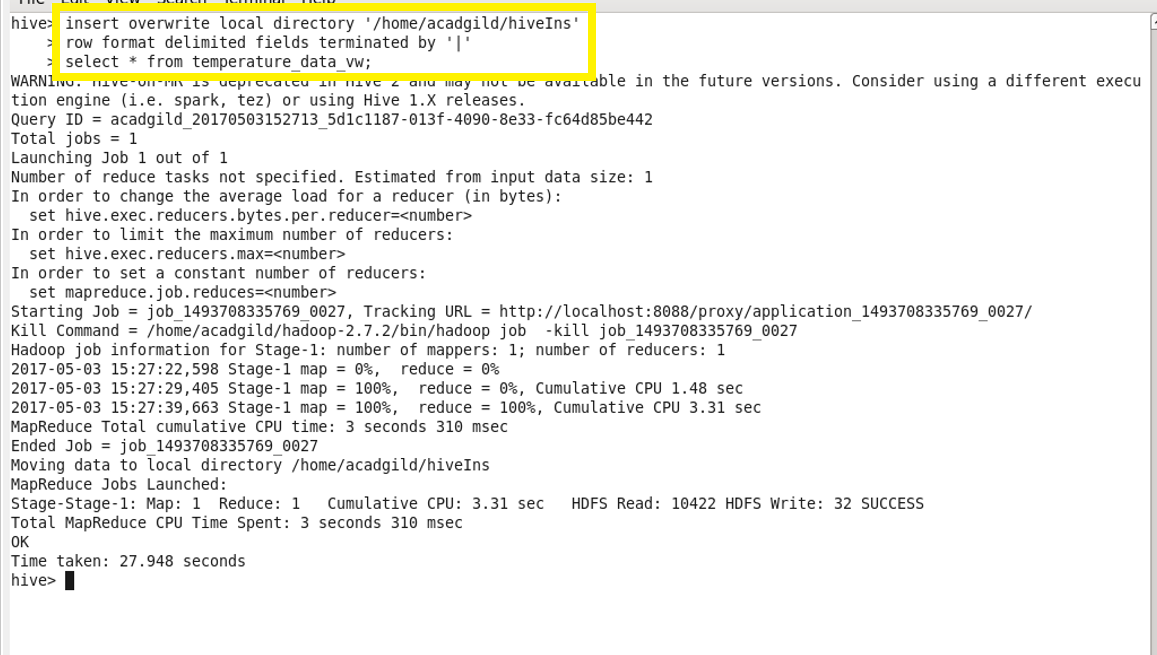 File Edit View Search Terminal Help
hive> insert overwrite local directory '/home/acadgild/hiveIns'
    > row format delimited fields terminated by '|'
    > select * from temperature_data_vw;
WARNING: Hive-on-MR is deprecated in Hive 2 and may not be available in the future versions. Consider using a different execu
tion engine (i.e. spark, tez) or using Hive 1.X releases.
Query ID = acadgild_20170503152713_5d1c1187-013f-4090-8e33-fc64d85be442
Total jobs = 1
Launching Job 1 out of 1
Number of reduce tasks not specified. Estimated from input data size: 1
In order to change the average load for a reducer (in bytes):
  set hive.exec.reducers.bytes.per.reducer=<number>
In order to limit the maximum number of reducers:
  set hive.exec.reducers.max=<number>
In order to set a constant number of reducers:
  set mapreduce.job.reduces=<number>
Starting Job = job_1493708335769_0027, Tracking URL = http://localhost:8088/proxy/application_1493708335769_0027/
Kill Command = /home/acadgild/hadoop-2.7.2/bin/hadoop job  -kill job_1493708335769_0027
Hadoop job information for Stage-1: number of mappers: 1; number of reducers: 1
2017-05-03 15:27:22,598 Stage-1 map = 0%,  reduce = 0%
2017-05-03 15:27:29,405 Stage-1 map = 100%,  reduce = 0%, Cumulative CPU 1.48 sec
2017-05-03 15:27:39,663 Stage-1 map = 100%,  reduce = 100%, Cumulative CPU 3.31 sec
MapReduce Total cumulative CPU time: 3 seconds 310 msec
Ended Job = job_1493708335769_0027
Moving data to local directory /home/acadgild/hiveIns
MapReduce Jobs Launched:
Stage-Stage-1: Map: 1  Reduce: 1   Cumulative CPU: 3.31 sec   HDFS Read: 10422 HDFS Write: 32 SUCCESS
Total MapReduce CPU Time Spent: 3 seconds 310 msec
OK
Time taken: 27.948 seconds
hive>